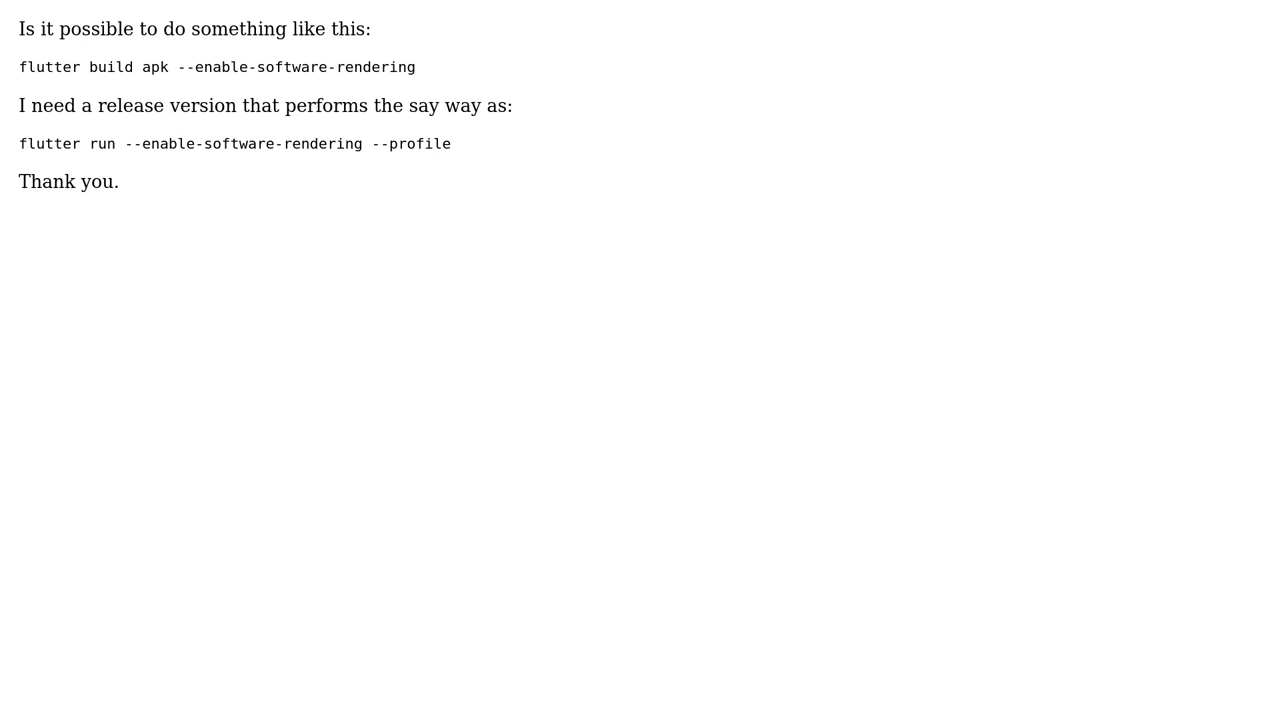 Is it possible to do something like this:
flutter build apk --enable-software-rendering
I need a release version that performs the say way as:
flutter run --enable-software-rendering --profile
Thank you.